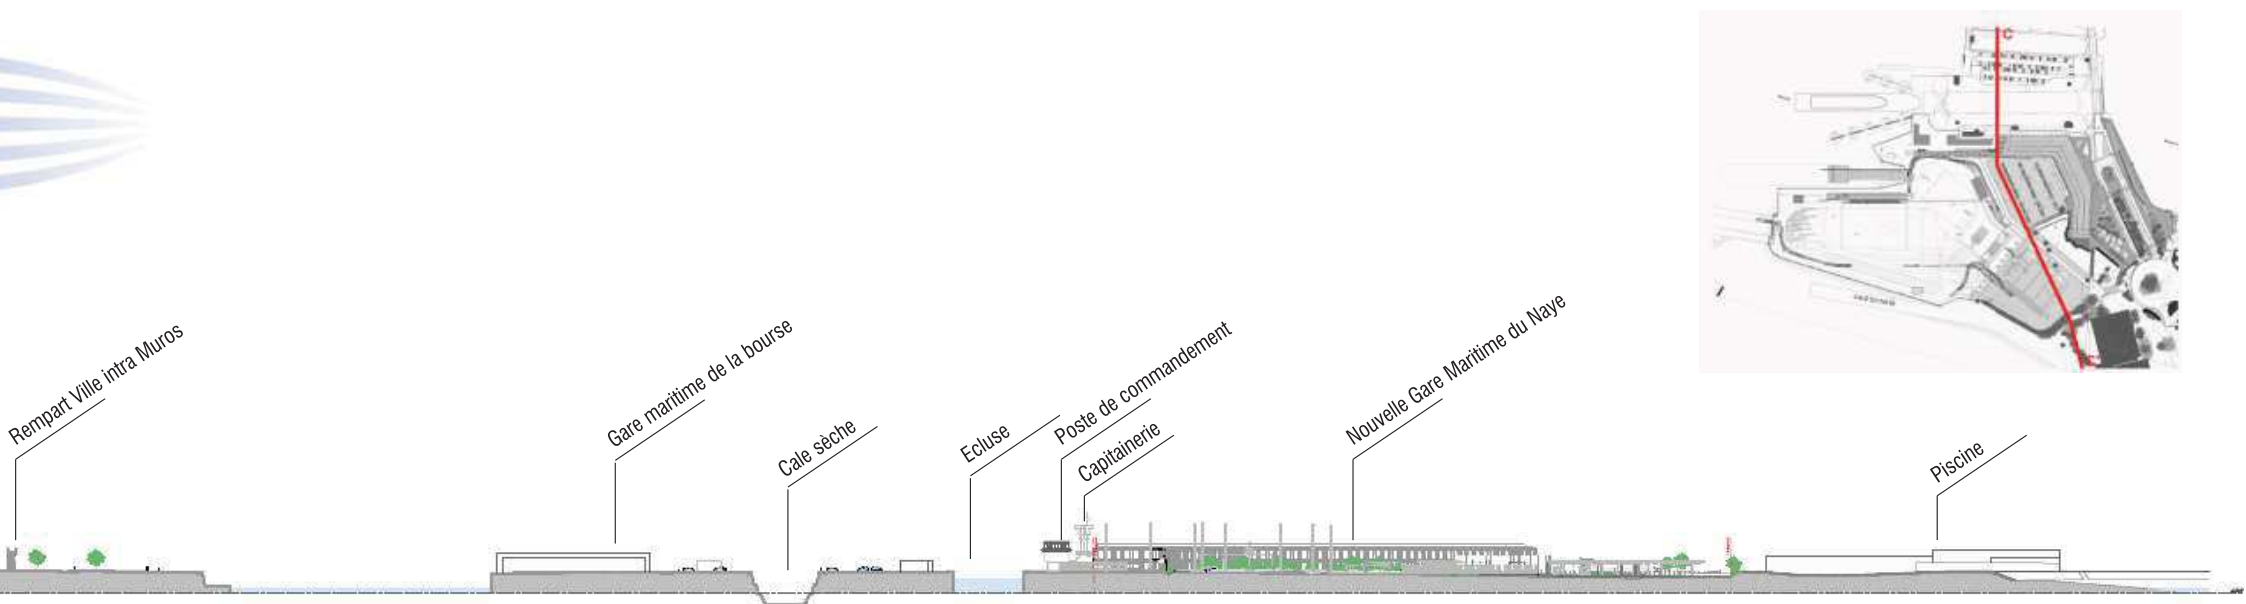 C
Rempart Ville intra Muros
Gare maritime de la bourse
Cale sèche
Ecluse
Poste de commandement
Capitainerie
Nouvelle Gare Maritime du Naye
Piscine